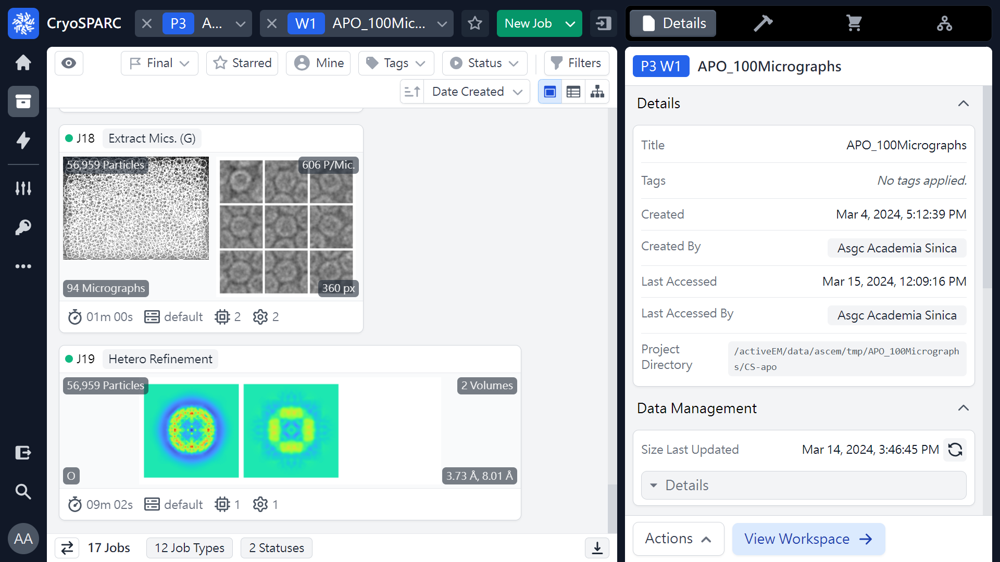 CryoSPARC
P3 A...
W1 APO_100Mic...
New Job
Details
Final
Starred
Mine
Tags
Status
Filters
Date Created
J18 Extract Mics. (G)
56,959 Particles
606 P/Mic.
94 Micrographs
360 px
01m 00s default 2 2
J19 Hetero Refinement
56,959 Particles
2 Volumes
O
3.73 Å, 8.01 Å
09m 02s default 1 1
17 Jobs
12 Job Types
2 Statuses
AA
P3 W1 APO_100Micrographs
Details
Title APO_100Micrographs
Tags No tags applied.
Created Mar 4, 2024, 5:12:39 PM
Created By Asgc Academia Sinica
Last Accessed Mar 15, 2024, 12:09:16 PM
Last Accessed By Asgc Academia Sinica
Project Directory
/activeEM/data/ascem/tmp/APO_100Micrograph
s/CS-apo
Data Management
Size Last Updated Mar 14, 2024, 3:46:45 PM
Details
Actions
View Workspace